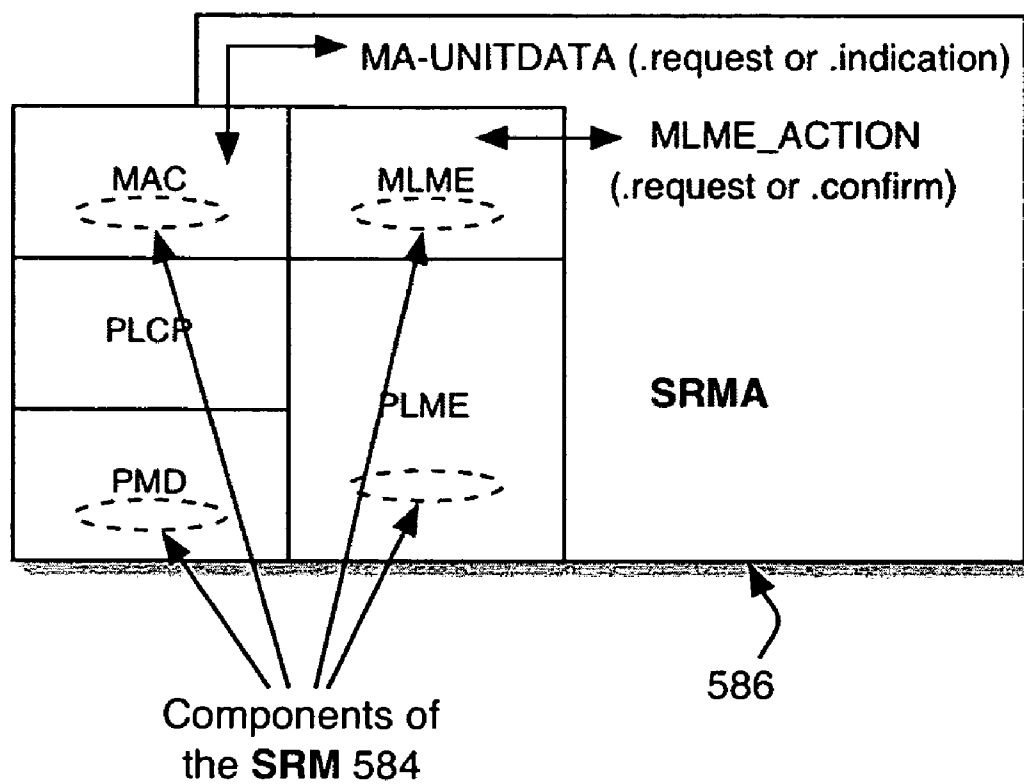 MA-UNITDATA (.request or .indication)
MAC
MLME
MLME_ACTION
(.request or .confirm)
PLCP
PLME
SRMA
PMD
586
Components of
the SRM 584